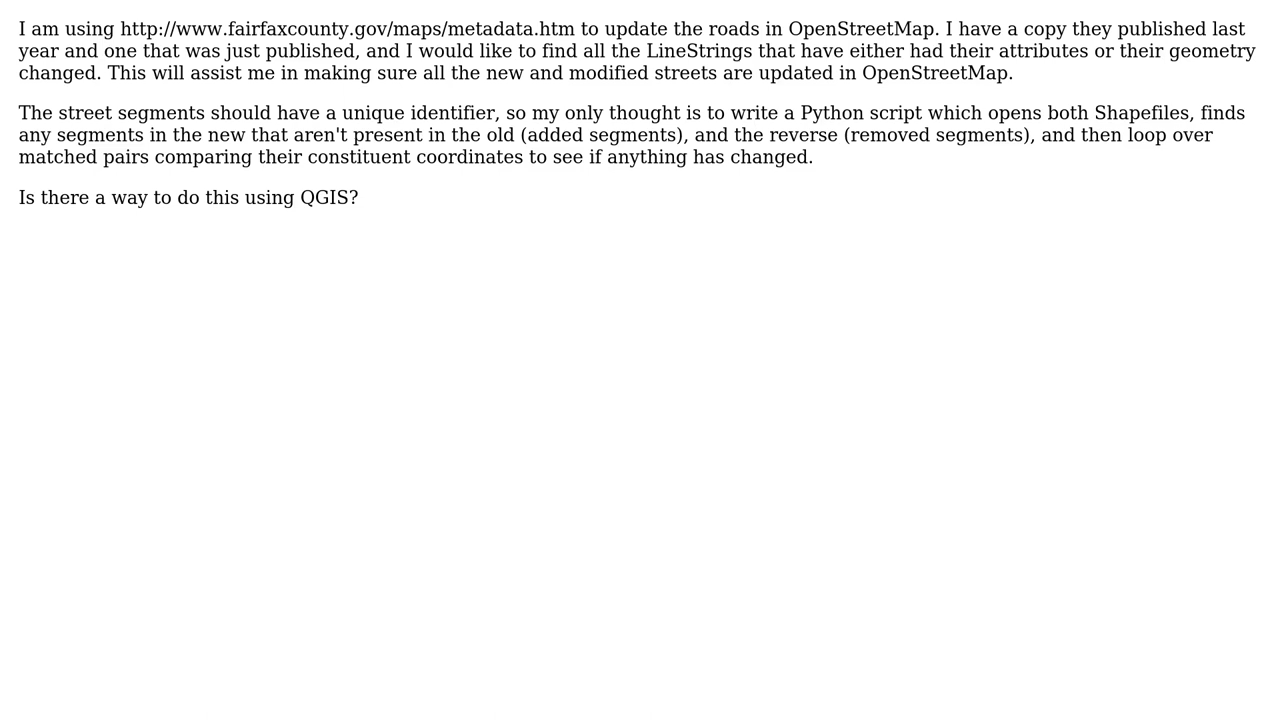 I am using http://www.fairfaxcounty.gov/maps/metadata.htm to update the roads in OpenStreetMap. I have a copy they published last
year and one that was just published, and I would like to find all the LineStrings that have either had their attributes or their geometry
changed. This will assist me in making sure all the new and modified streets are updated in OpenStreetMap.
The street segments should have a unique identifier, so my only thought is to write a Python script which opens both Shapefiles, finds
any segments in the new that aren't present in the old (added segments), and the reverse (removed segments), and then loop over
matched pairs comparing their constituent coordinates to see if anything has changed.
Is there a way to do this using QGIS?